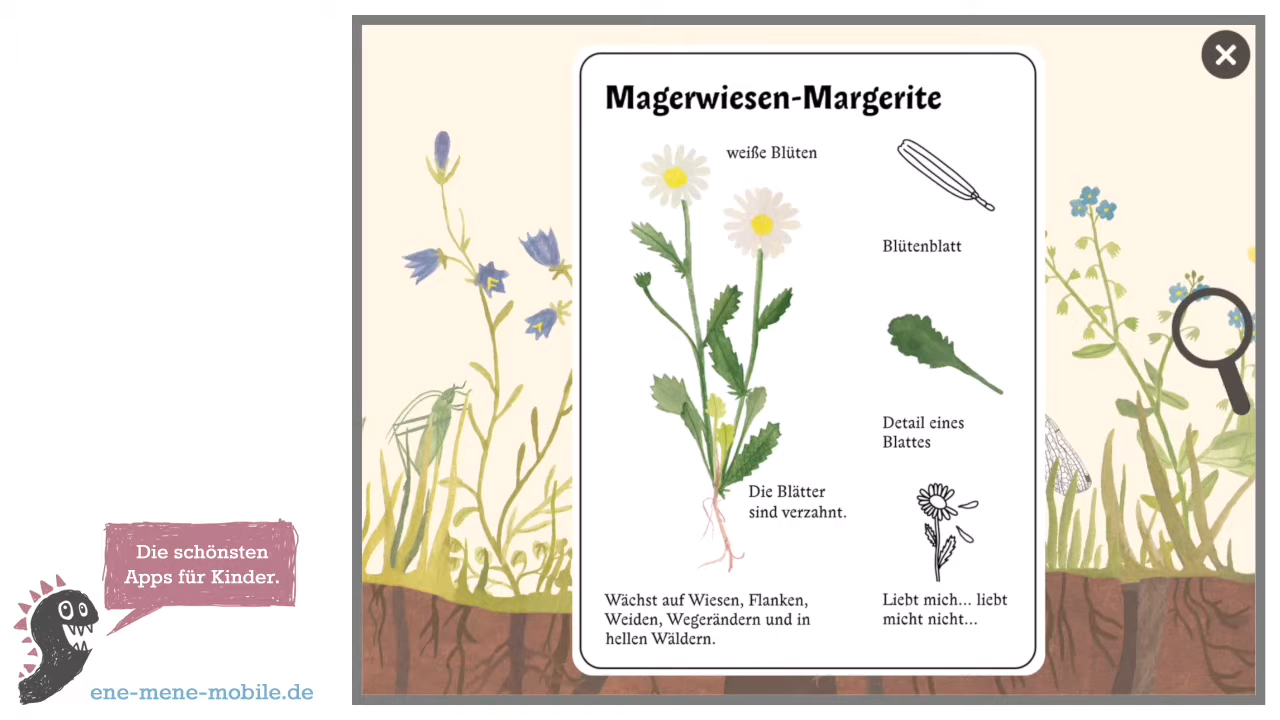 Magerwiesen-Margerite
weiße Blüten
Blütenblatt
Detail eines
Blattes
Die Blätter
sind verzahnt.
Wächst auf Wiesen, Flanken,
Weiden, Wegerändern und in
hellen Wäldern.
Liebt mich... liebt
micht nicht...
Die schönsten
Apps für Kinder.
ene-mene-mobile.de